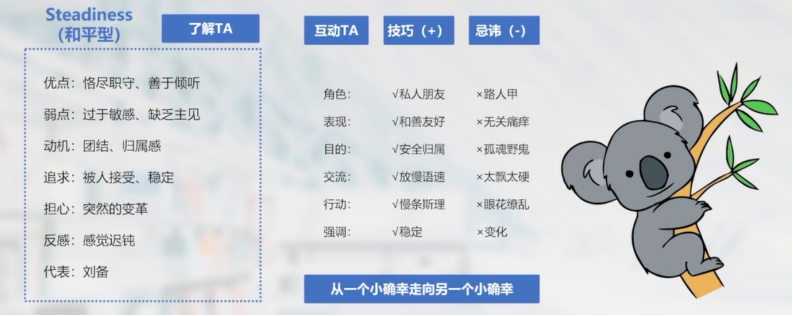 Steadiness
(和平型)
了解TA
优点：恪尽职守、善于倾听
弱点：过于敏感、缺乏主见
动机：团结、归属感
追求：被人接受、稳定
担心：突然的变革
反感：感觉迟钝
代表：刘备
互动TA 技巧（+） 忌讳（-）
角色： √私人朋友 ×路人甲
表现： √和善友好 ×无关痛痒
目的： √安全归属 ×孤魂野鬼
交流： √放慢语速 ×太飘太硬
行动： √慢条斯理 ×眼花缭乱
强调： √稳定 ×变化
从一个小确幸走向另一个小确幸